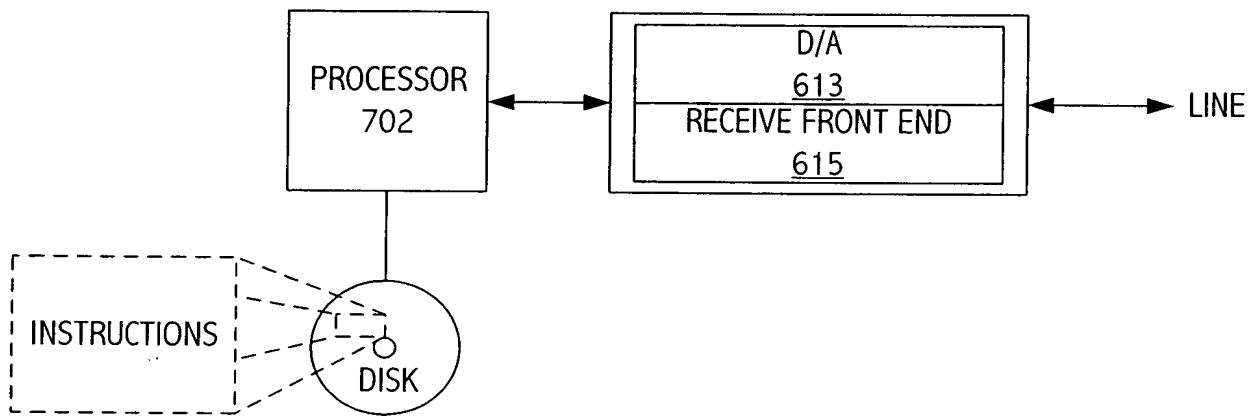 PROCESSOR
702
D/A
613
RECEIVE FRONT END
615
LINE
INSTRUCTIONS
DISK